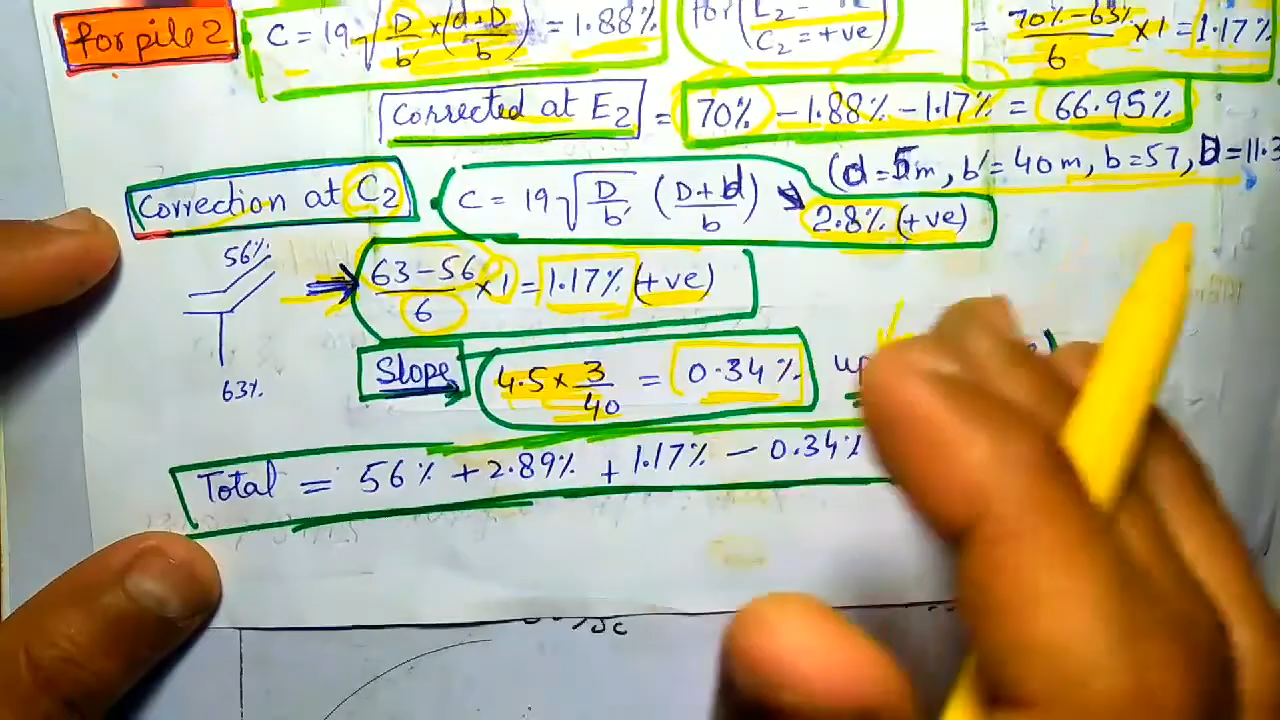 for pile 2 C = 19√D/b' × (d+D/b) = 1.88%
C₂ = +ve
= 70% - 63%/6 × 1 = 1.17%
Corrected at E₂ = 70% - 1.88% - 1.17% = 66.95%
(d = 5m, b' = 40m, b = 57, D = 11.3
Correction at C₂ C = 19√D/b' (D+d/b) 2.8% (+ve)
56%
63-56/6 × 1 = 1.17% (+ve)
63%
Slope 4.5 × 3/40 = 0.34%
Total = 56% + 2.89% + 1.17% - 0.34%